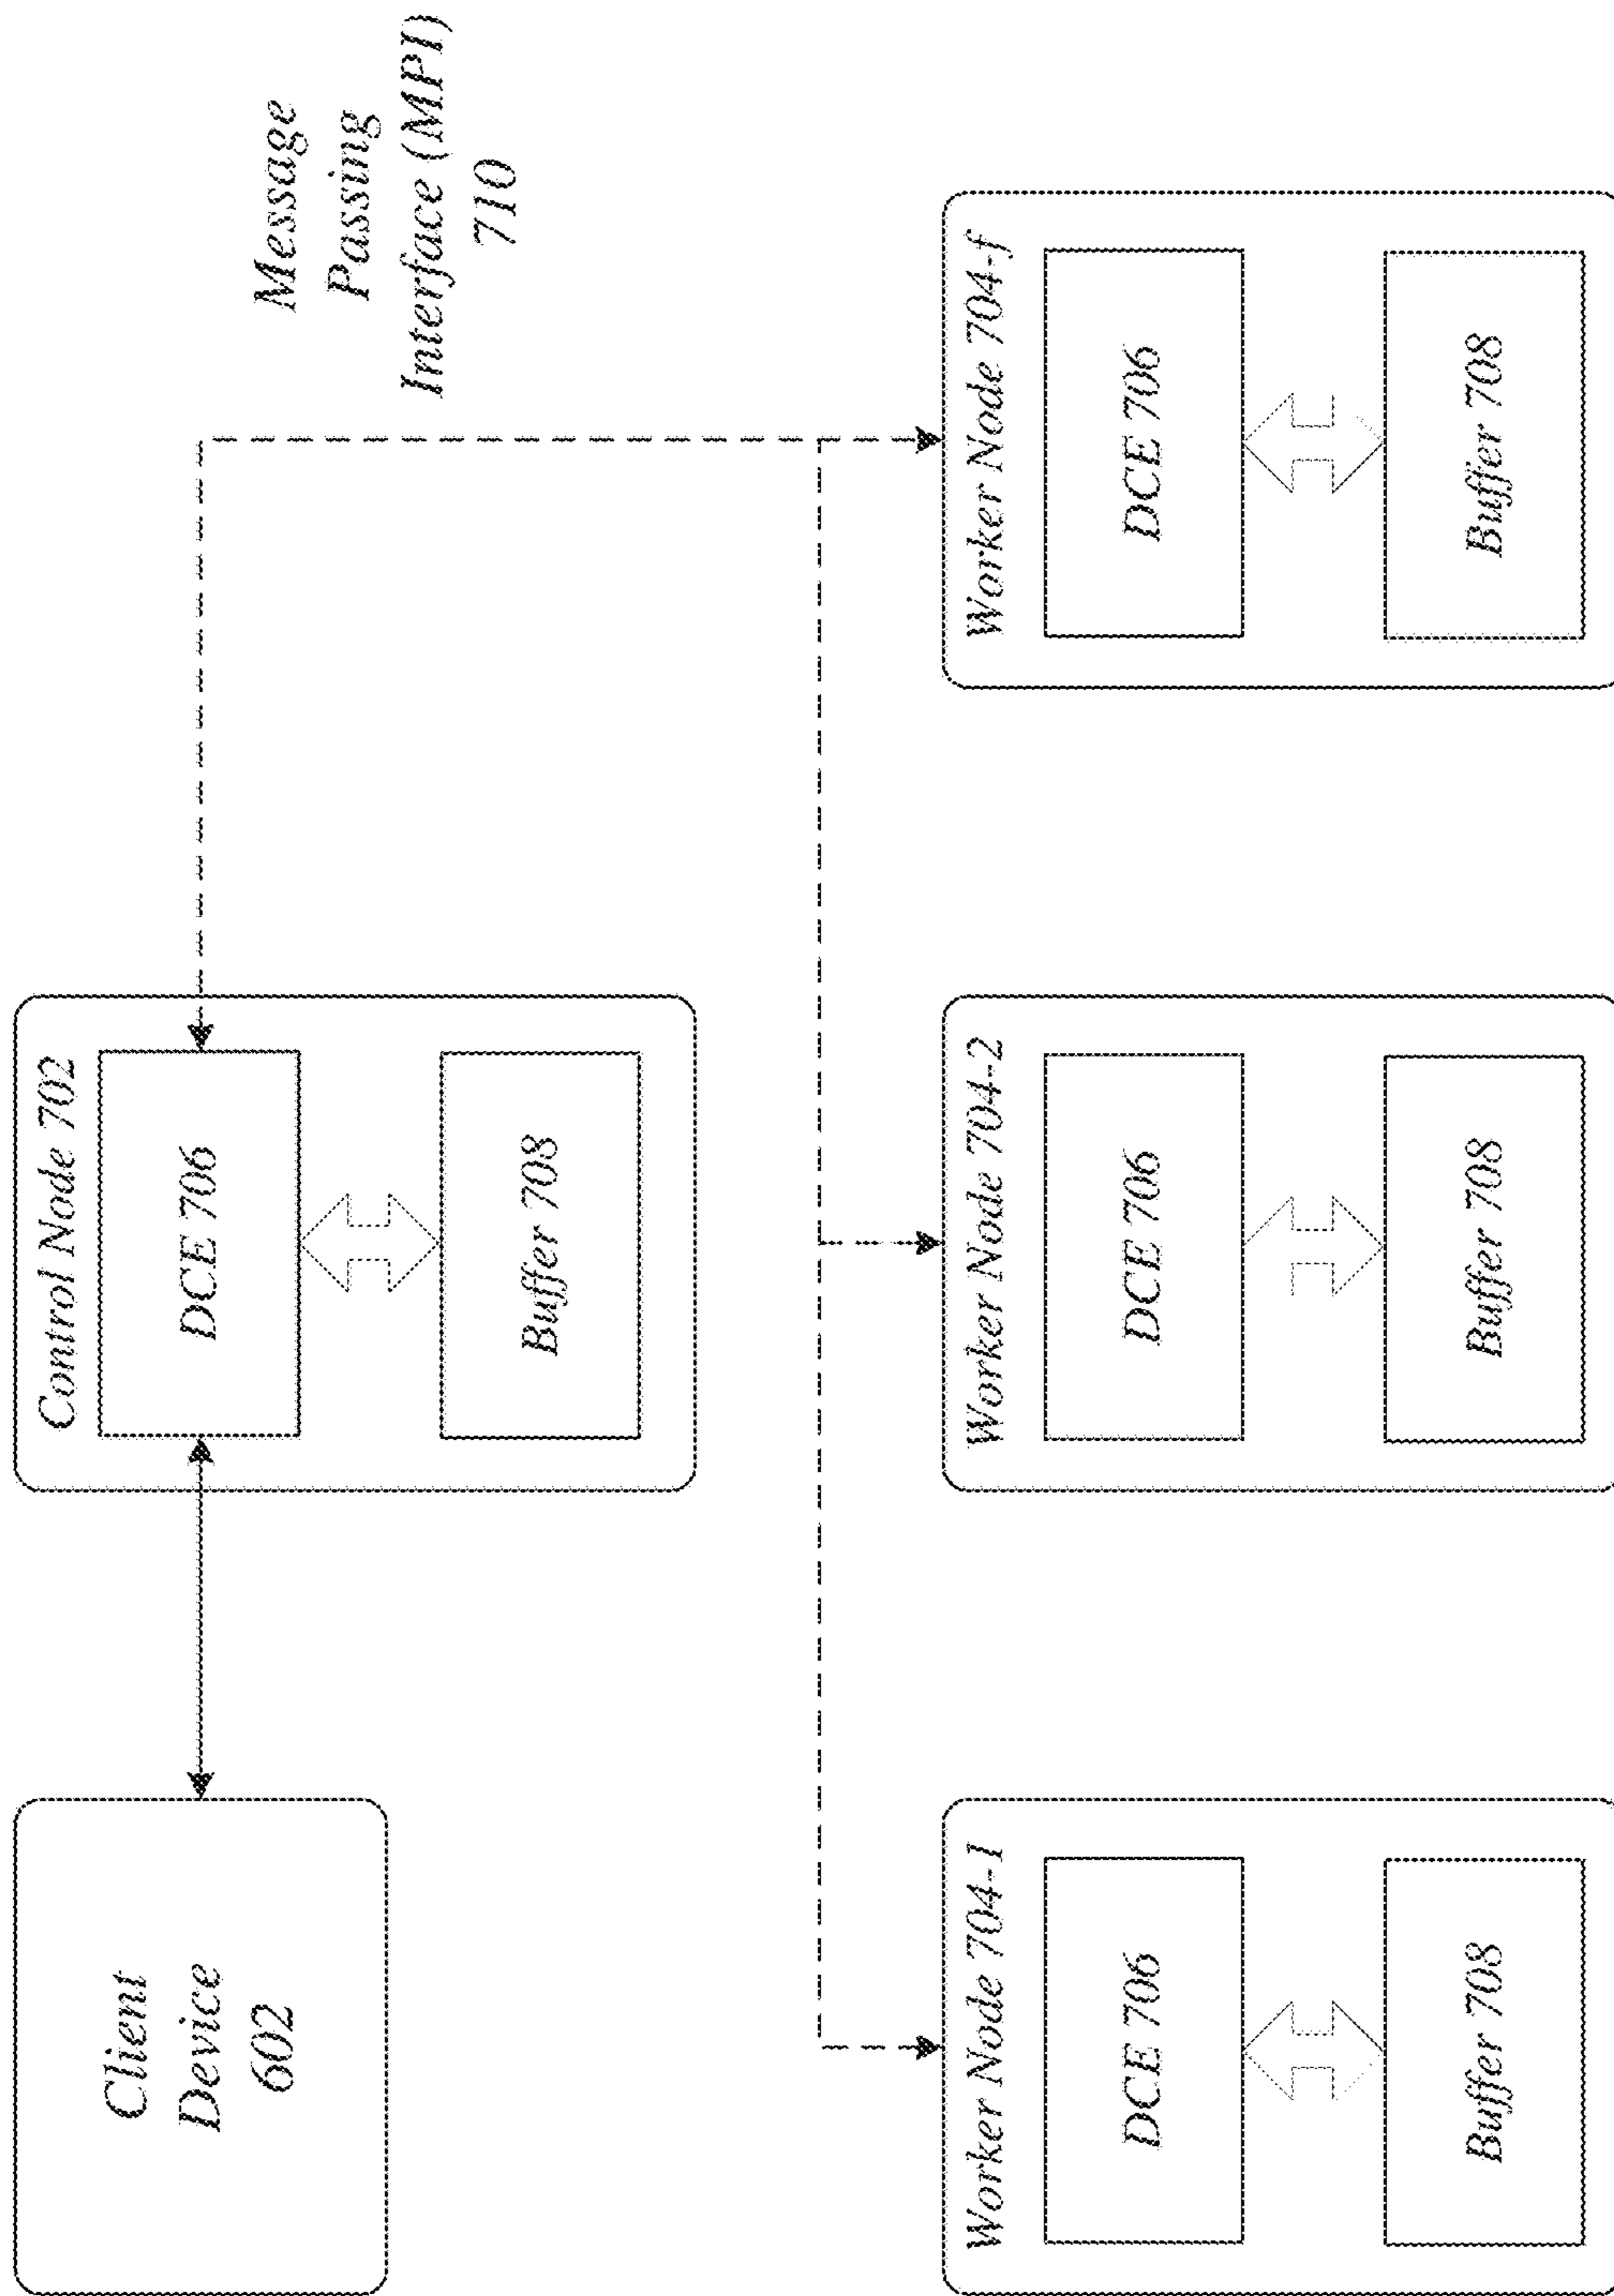 Client
Device
602
Control Node 702
DCE 706
Buffer 708
Message
Passing
Interface (MPI)
710
Worker Node 704-1
DCE 706
Buffer 708
Worker Node 704-2
DCE 706
Buffer 708
Worker Node 704-f
DCE 706
Buffer 708